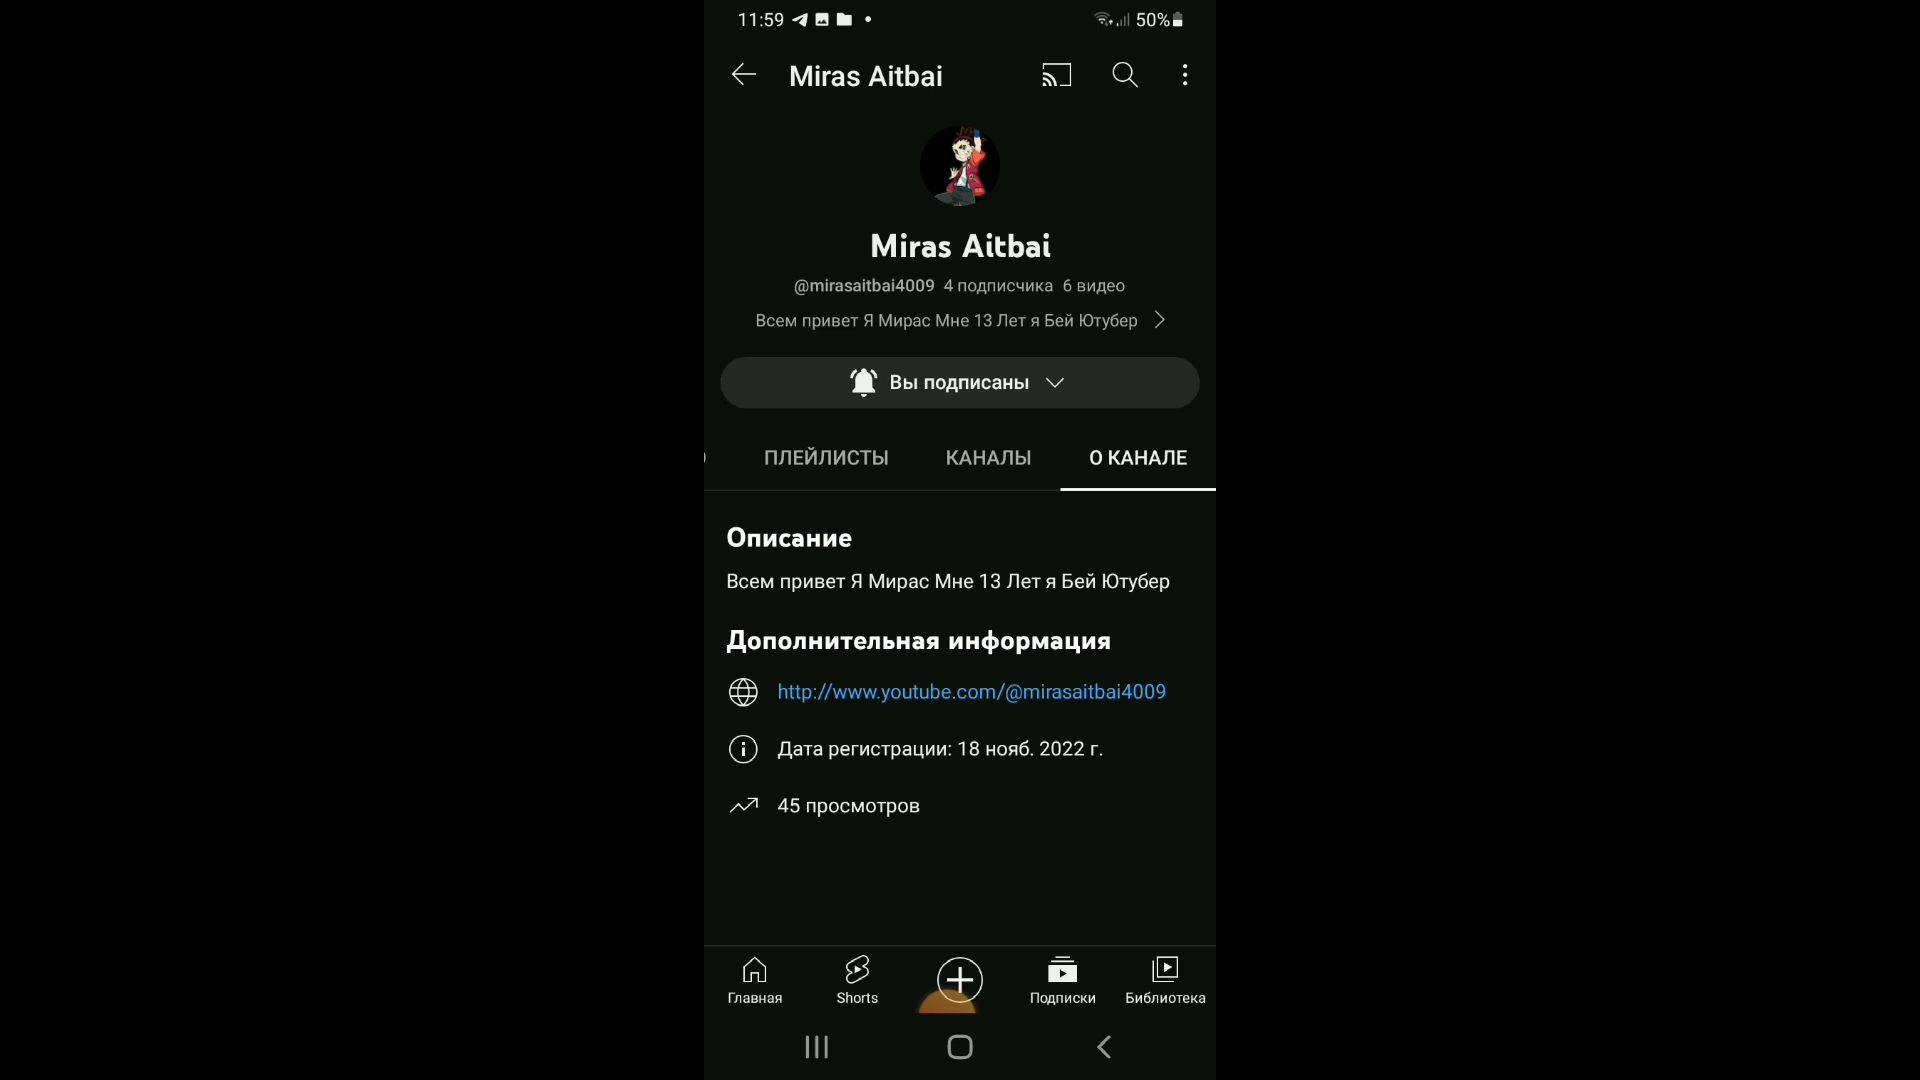 11:59 50%
Miras Aitbai
Miras Aitbai
@mirasaitbai4009 4 подписчика 6 видео
Всем привет Я Мирас Мне 13 Лет я Бей Ютубер
Вы подписаны
ПЛЕЙЛИСТЫ КАНАЛЫ О КАНАЛЕ
Описание
Всем привет Я Мирас Мне 13 Лет я Бей Ютубер
Дополнительная информация
http://www.youtube.com/@mirasaitbai4009
Дата регистрации: 18 нояб. 2022 г.
45 просмотров
Главная Shorts Подписки Библиотека